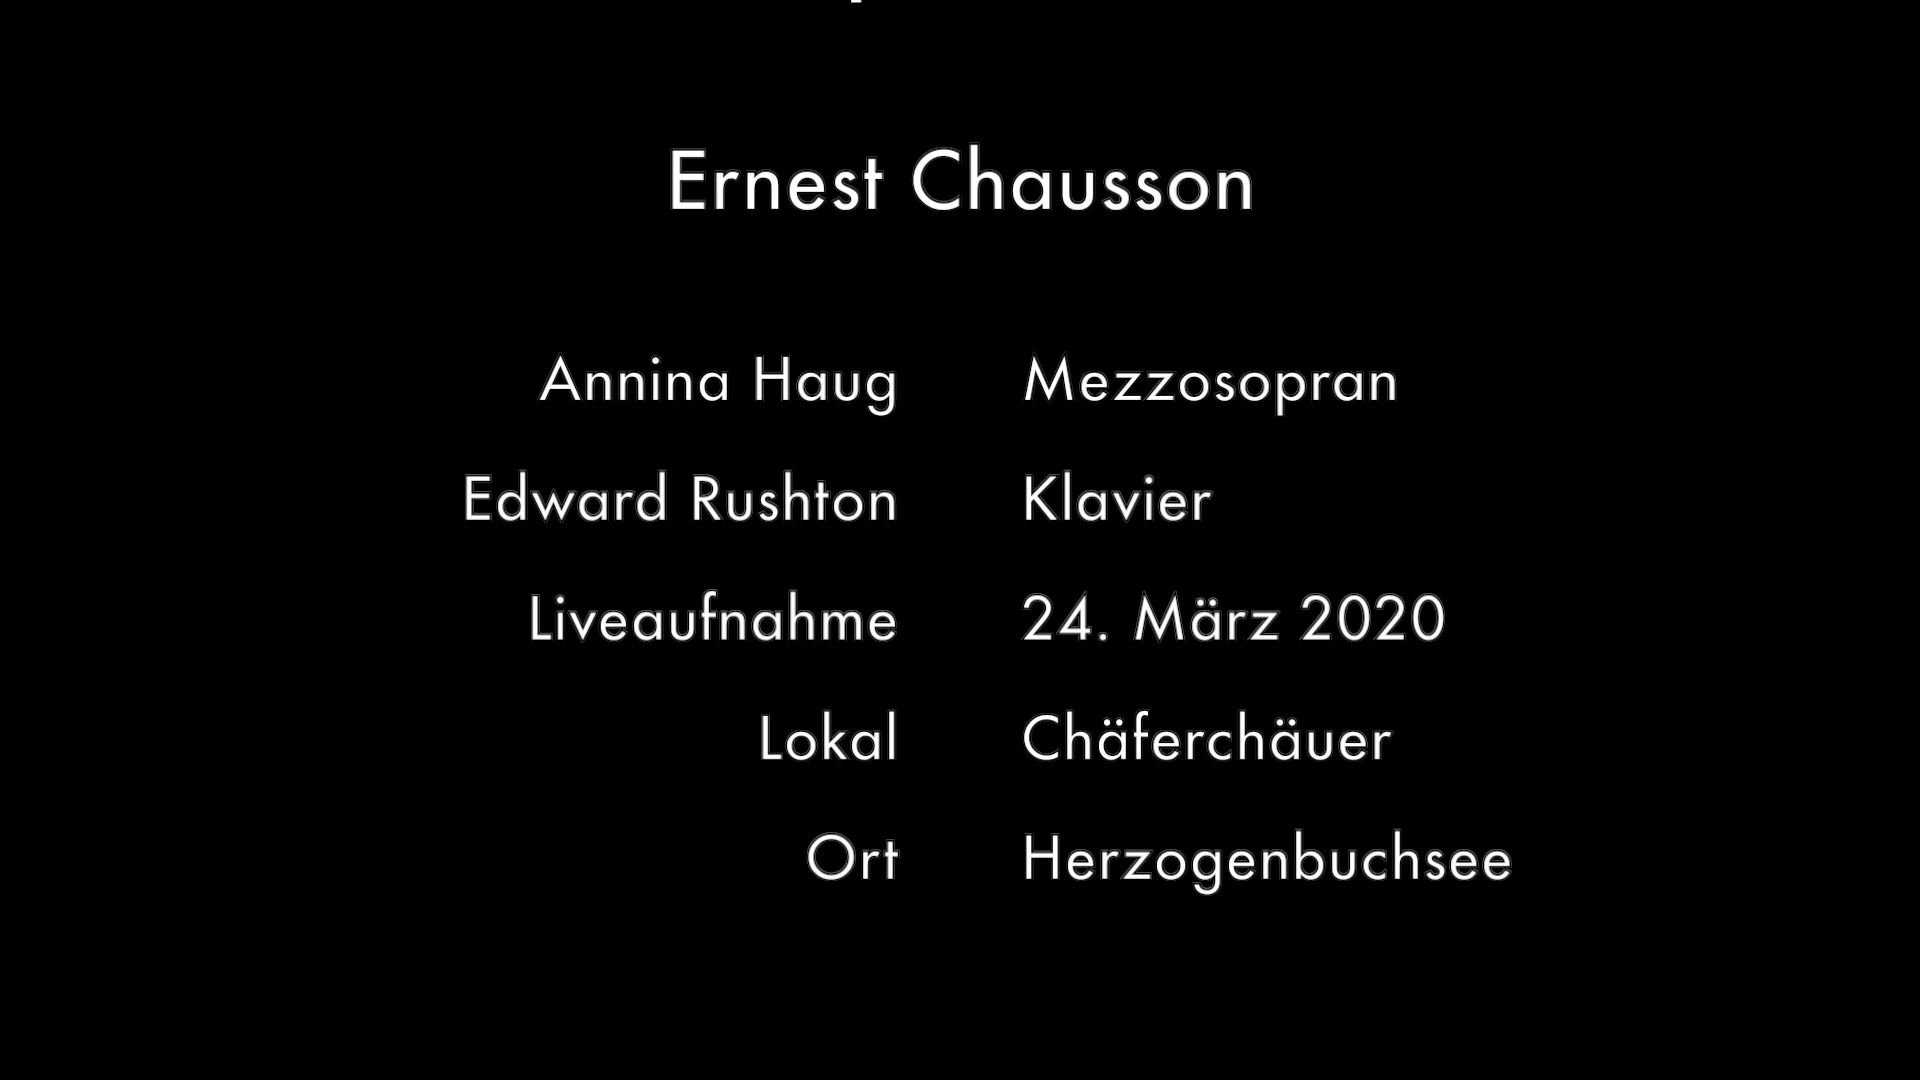 Ernest Chausson
Annina Haug Mezzosopran
Edward Rushton Klavier
Liveaufnahme 24. März 2020
Lokal Chäferchäuer
Ort Herzogenbuchsee